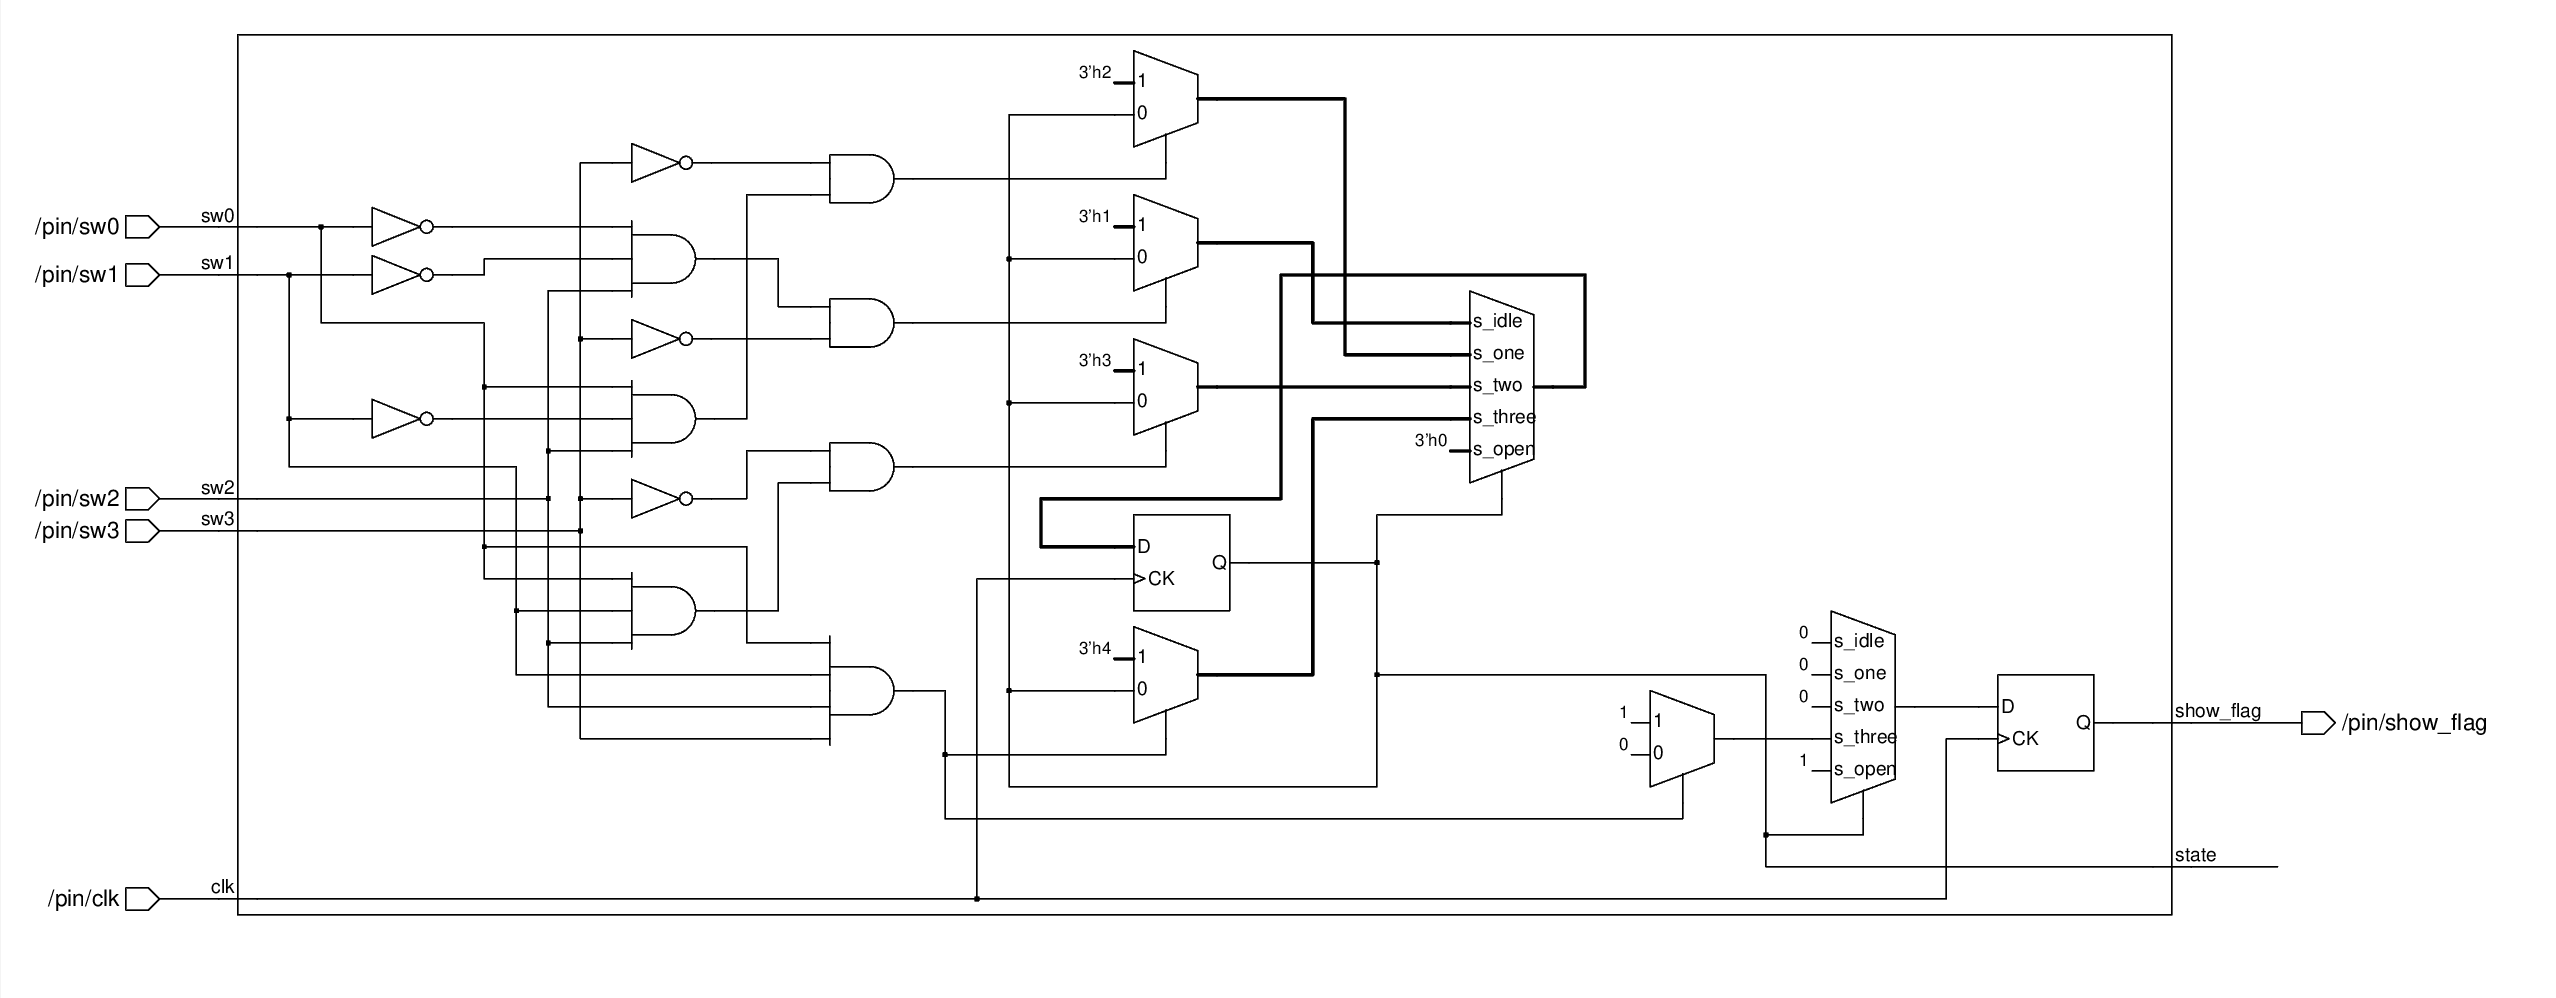 3'h2
1
0
3'h1
1
0
/pin/sw0
sw0
/pin/sw1
sw1
s_idle
s_one
s_two
s_three
3'h0
s_open
3'h3
1
0
/pin/sw2
sw2
/pin/sw3
sw3
D
Q
CK
3'h4
1
0
1
1
0
0
0
s_idle
0
s_one
0
s_two
s_three
1
s_open
D
Q
CK
show_flag
/pin/show_flag
state
/pin/clk
clk